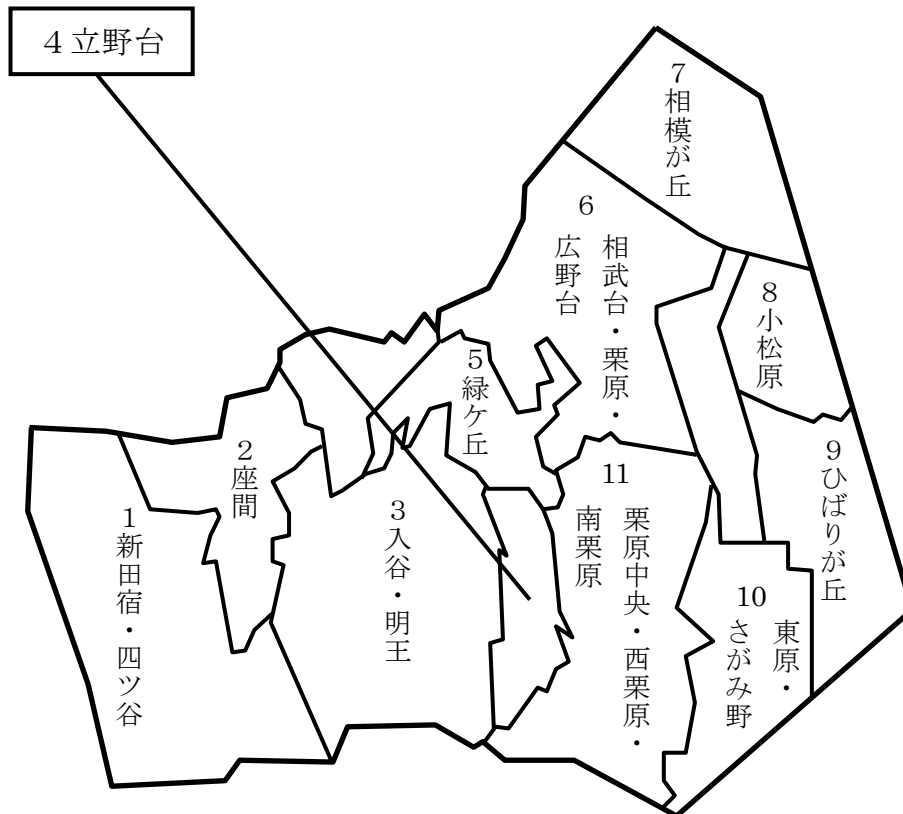 ４立野台
７相模が丘
６
相武台・栗原・
広野台
８小松原
５緑ケ丘
９ひばりが丘
２座間
11
栗原中央・西栗原・
南栗原
３入谷・明王
１新田宿・四ツ谷
10
東原・
さがみ野